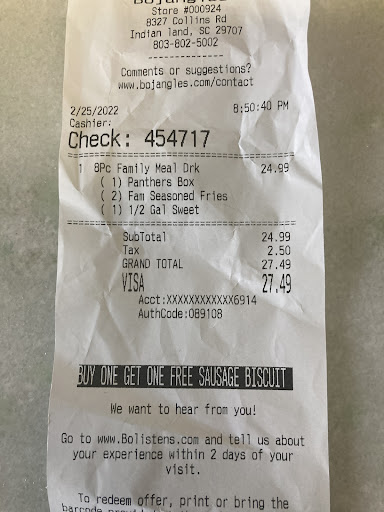 Bojangles
Store #000924
8327 Collins Rd
Indian land, SC 29707
803-802-5002
Comments or suggestions?
www.bojangles.com/contact
2/25/2022 8:50:40 PM
Cashier:
Check: 454717
1 8Pc Family Meal Drk 24.99
( 1) Panthers Box
( 2) Fam Seasoned Fries
( 1) 1/2 Gal Sweet
SubTotal 24.99
Tax 2.50
GRAND TOTAL 27.49
VISA 27.49
Acct:XXXXXXXXXXXX6914
AuthCode:089108
BUY ONE GET ONE FREE SAUSAGE BISCUIT
We want to hear from you!
Go to www.Bolistens.com and tell us about
your experience within 2 days of your
visit.
To redeem offer, print or bring the
barcode